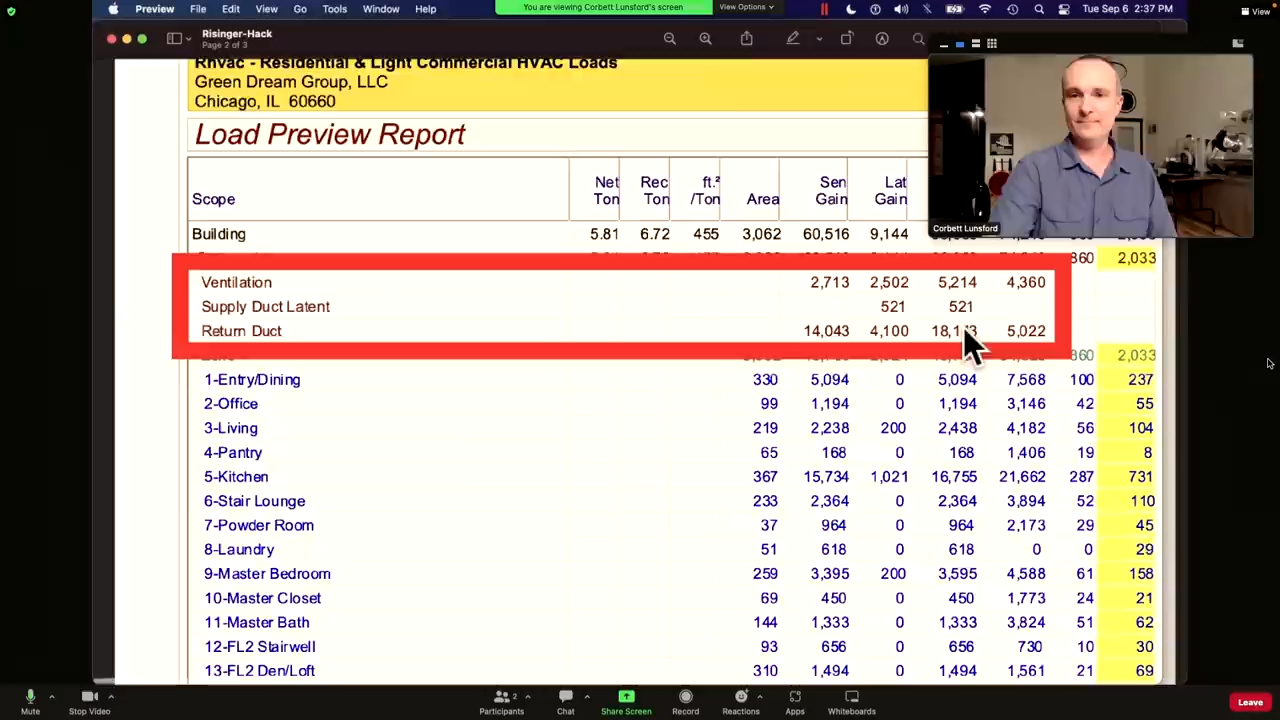 Preview File Edit View Go Tools Window Help
You are viewing Corbett Lunsford's screen
View Options
Tue Sep 6 2:37 PM
View
Risinger-Hack
Page 2 of 3
Rhvac - Residential & Light Commercial HVAC Loads
Green Dream Group, LLC
Chicago, IL 60660
Load Preview Report
Scope Net Ton Rec Ton ft.² /Ton Area Sen Gain Lat Gain
Corbett Lunsford
Building 5.81 6.72 455 3,062 60,516 9,144
860 2,033
Ventilation 2,713 2,502 5,214 4,360
Supply Duct Latent 521 521
Return Duct 14,043 4,100 5,022
860 2,033
1-Entry/Dining 330 5,094 0 5,094 7,568 100 237
2-Office 99 1,194 0 1,194 3,146 42 55
3-Living 219 2,238 200 2,438 4,182 56 104
4-Pantry 65 168 0 168 1,406 19 8
5-Kitchen 367 15,734 1,021 16,755 21,662 287 731
6-Stair Lounge 233 2,364 0 2,364 3,894 52 110
7-Powder Room 37 964 0 964 2,173 29 45
8-Laundry 51 618 0 618 0 0 29
9-Master Bedroom 259 3,395 200 3,595 4,588 61 158
10-Master Closet 69 450 0 450 1,773 24 21
11-Master Bath 144 1,333 0 1,333 3,824 51 62
12-FL2 Stairwell 93 656 0 656 730 10 30
13-FL2 Den/Loft 310 1,494 0 1,494 1,561 21 69
Mute Stop Video Participants 2 Chat Share Screen Record Reactions Apps Whiteboards Leave